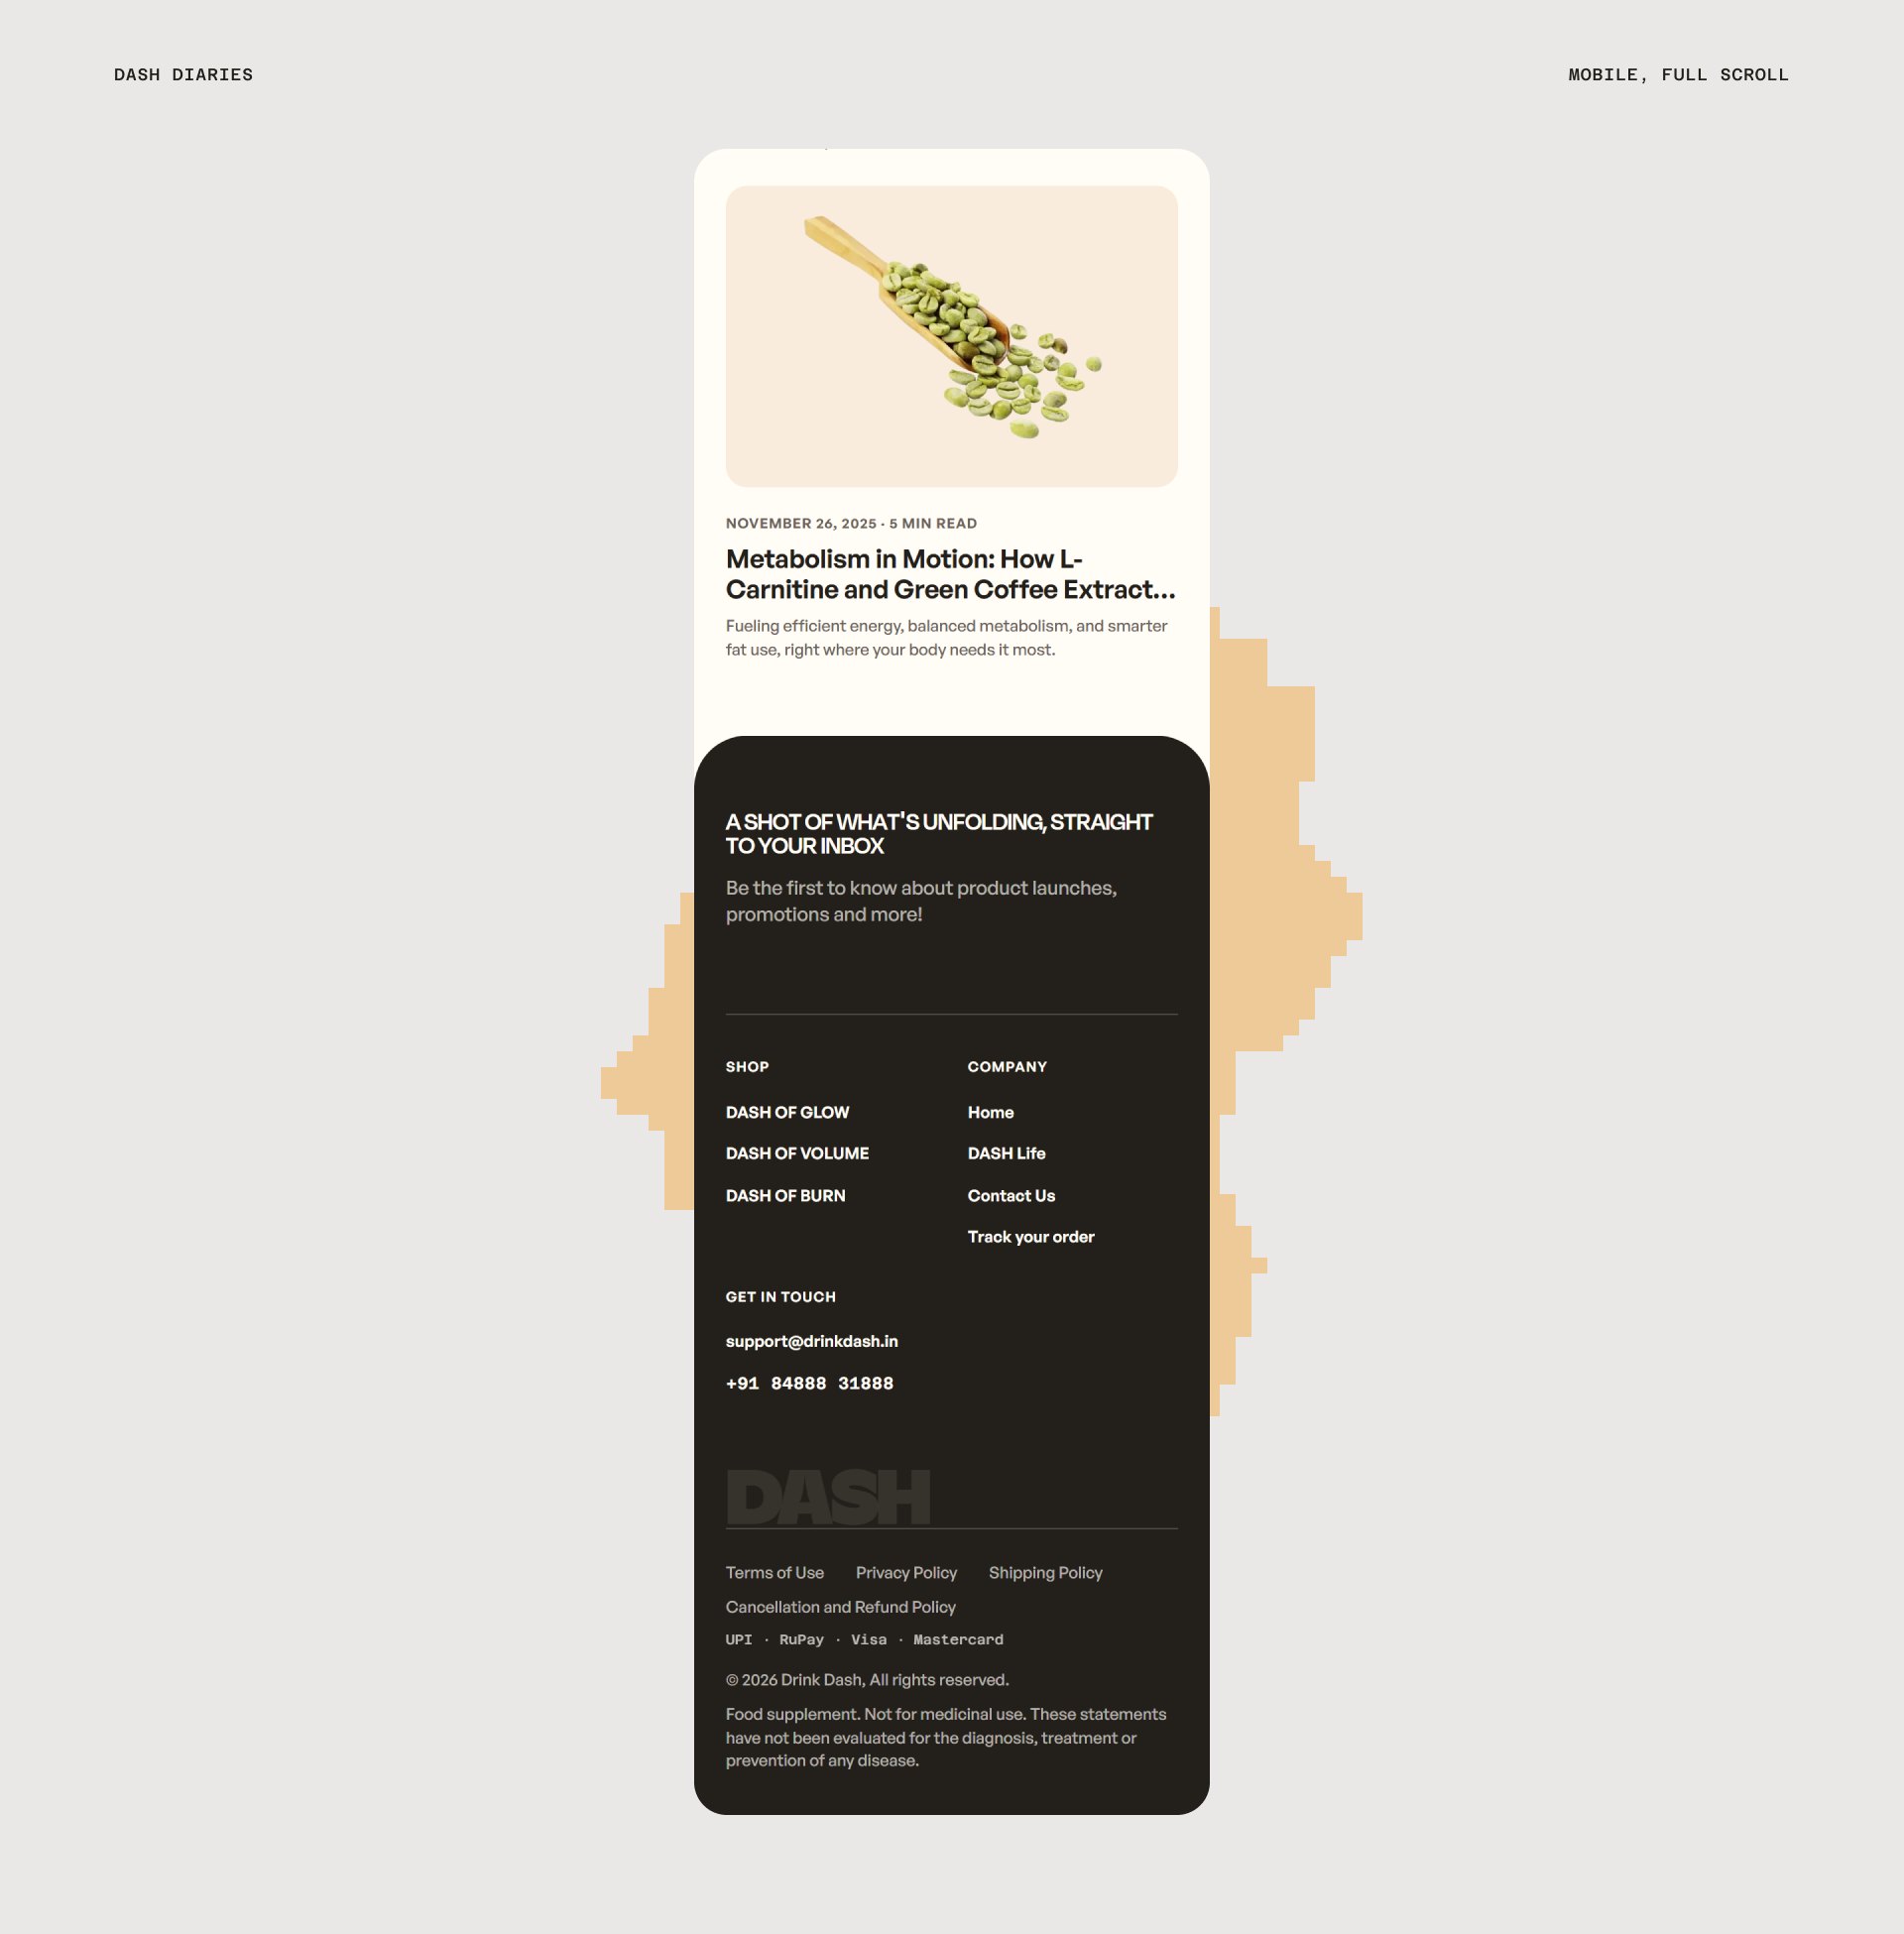 DASH DIARIES
MOBILE, FULL SCROLL
NOVEMBER 26, 2025 · 5 MIN READ
Metabolism in Motion: How L-
Carnitine and Green Coffee Extract...
Fueling efficient energy, balanced metabolism, and smarter
fat use, right where your body needs it most.
A SHOT OF WHAT'S UNFOLDING, STRAIGHT
TO YOUR INBOX
Be the first to know about product launches,
promotions and more!
SHOP
DASH OF GLOW
DASH OF VOLUME
DASH OF BURN
COMPANY
Home
DASH Life
Contact Us
Track your order
GET IN TOUCH
support@drinkdash.in
+91 84888 31888
DASH
Terms of Use Privacy Policy Shipping Policy
Cancellation and Refund Policy
UPI · RuPay · Visa · Mastercard
© 2026 Drink Dash, All rights reserved.
Food supplement. Not for medicinal use. These statements
have not been evaluated for the diagnosis, treatment or
prevention of any disease.